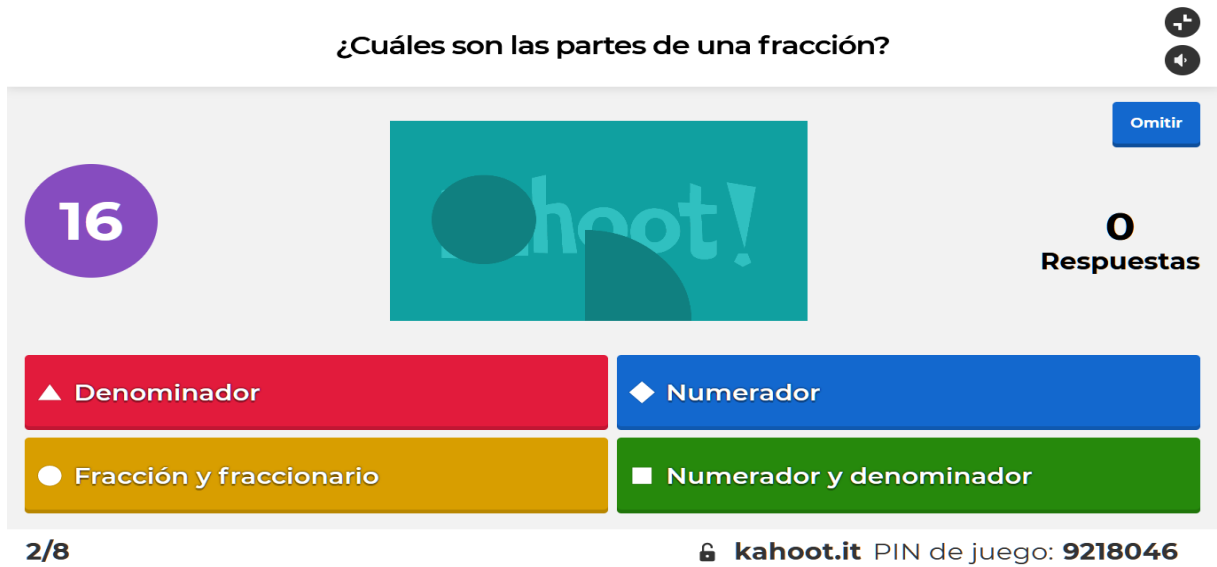 ¿Cuáles son las partes de una fracción?
Omitir
16
Kahoot!
0
Respuestas
Denominador
Numerador
Fracción y fraccionario
Numerador y denominador
2/8
kahoot.it PIN de juego: 9218046